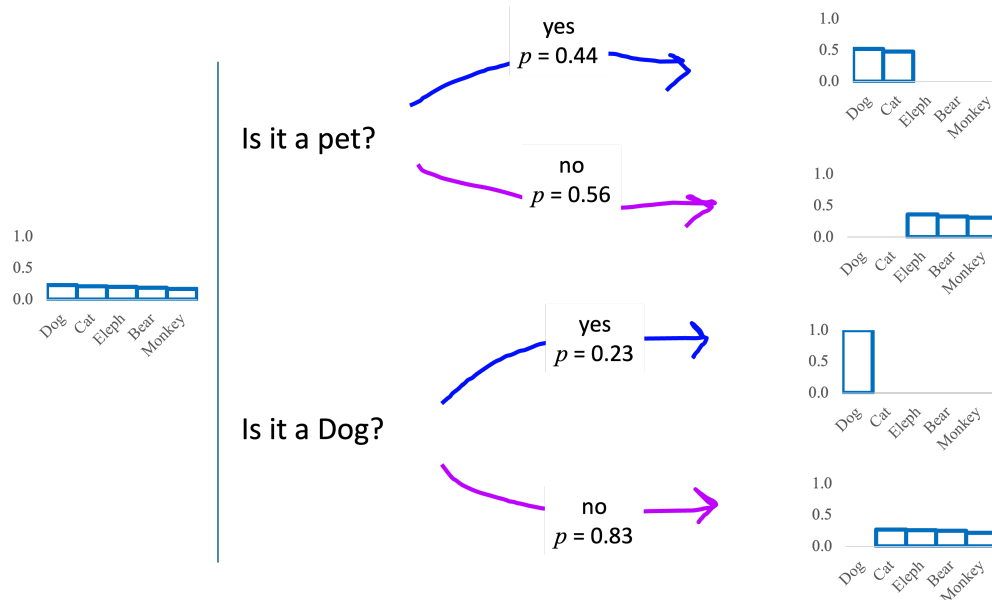 1.0
0.5
0.0
Dog
Cat
Eleph
Bear
Monkey
Is it a pet?
yes
p = 0.44
no
p = 0.56
1.0
0.5
0.0
Dog
Cat
Eleph
Bear
Monkey
1.0
0.5
0.0
Dog
Cat
Eleph
Bear
Monkey
Is it a Dog?
yes
p = 0.23
no
p = 0.83
1.0
0.5
0.0
Dog
Cat
Eleph
Bear
Monkey
1.0
0.5
0.0
Dog
Cat
Eleph
Bear
Monkey